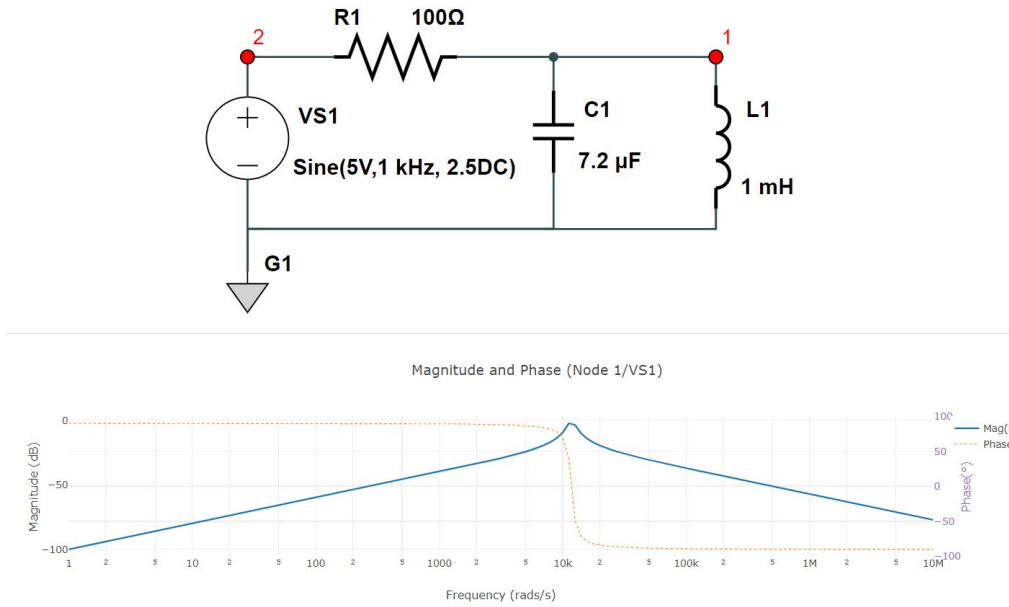 R1 100Ω
2
1
VS1
Sine(5V,1 kHz, 2.5DC)
C1
7.2 µF
L1
1 mH
G1
Magnitude and Phase (Node 1/VS1)
Magnitude (dB)
0
−50
−100
100
50
0
−50
−100
Phase(°)
Mag(
Phase
1 2 5 10 2 5 100 2 5 1000 2 5 10k 2 5 100k 2 5 1M 2 5 10M
Frequency (rads/s)